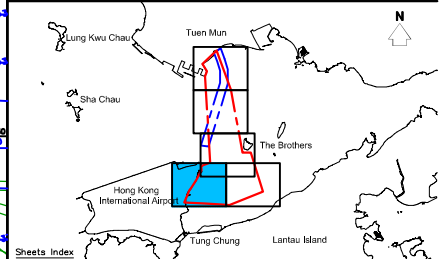 Tuen Mun
N
Lung Kwu Chau
Sha Chau
The Brothers
Hong Kong
International Airport
Tung Chung
Lantau Island
Sheets Index